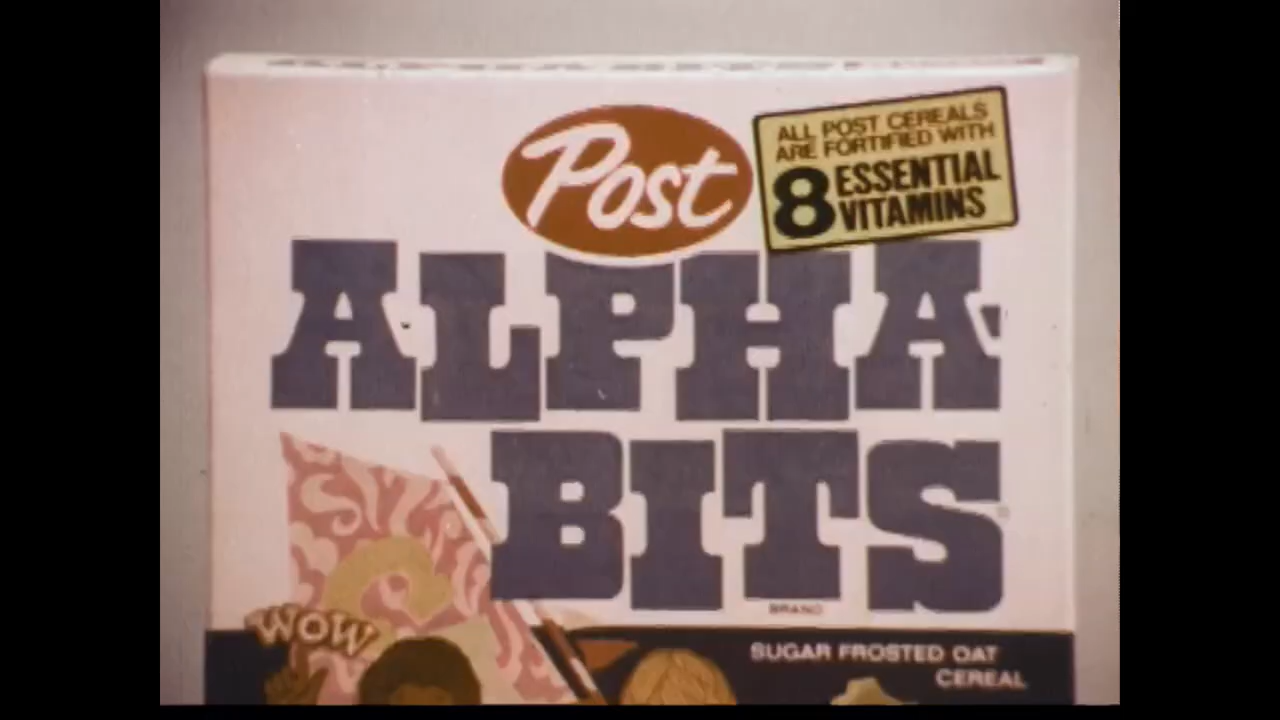 Post
ALL POST CEREALS
ARE FORTIFIED WITH
8 ESSENTIAL
VITAMINS
ALPHA-
BITS
BRAND
WOW
SUGAR FROSTED OAT
CEREAL